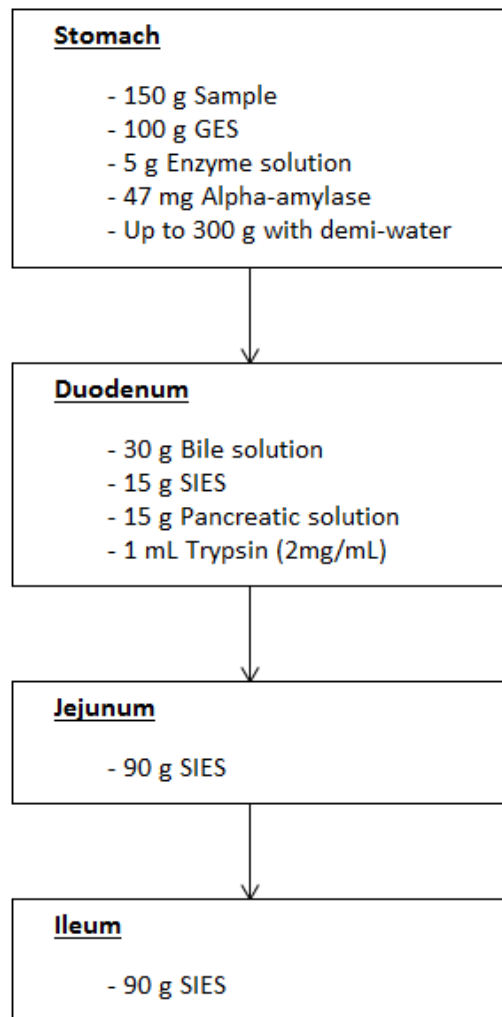 Stomach
- 150 g Sample
- 100 g GES
- 5 g Enzyme solution
- 47 mg Alpha-amylase
- Up to 300 g with demi-water
Duodenum
- 30 g Bile solution
- 15 g SIES
- 15 g Pancreatic solution
- 1 mL Trypsin (2mg/mL)
Jejunum
- 90 g SIES
Ileum
- 90 g SIES